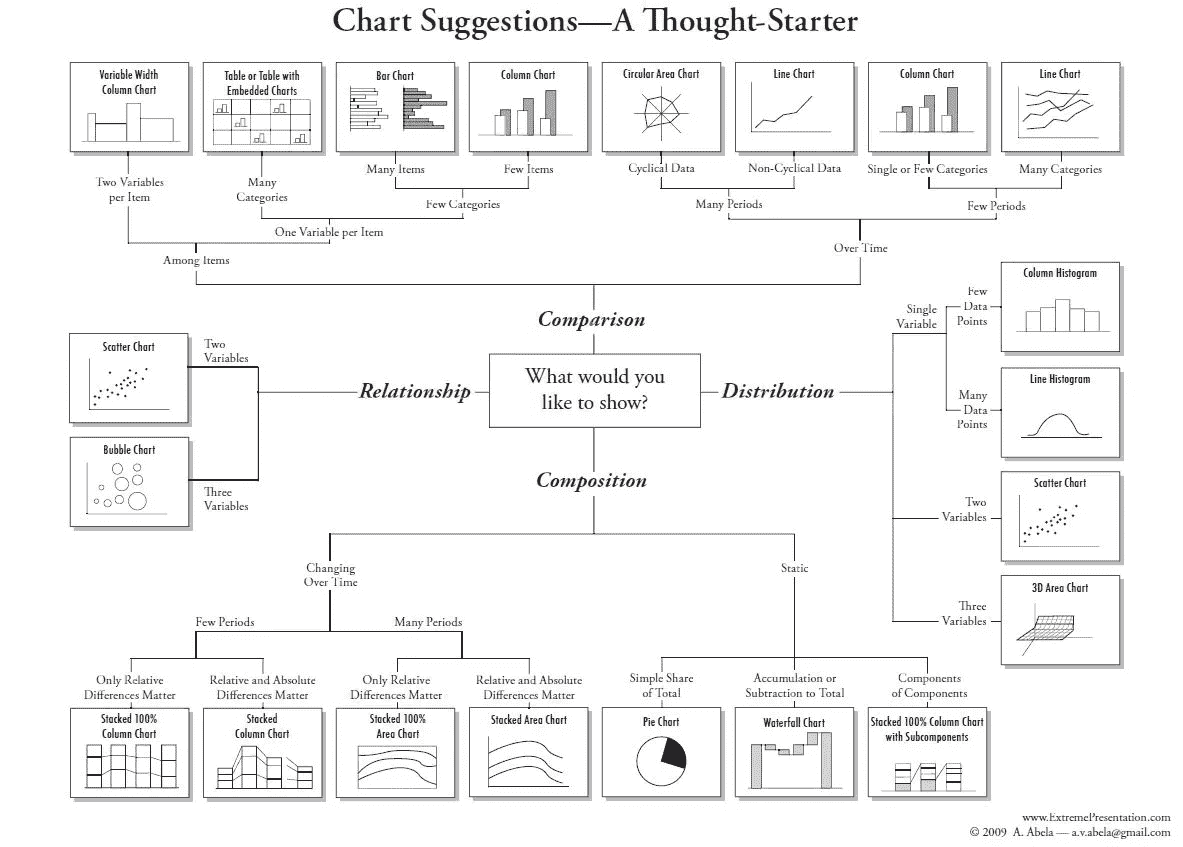 Chart Suggestions—A Thought-Starter
Variable Width
Column Chart
Table or Table with
Embedded Charts
Bar Chart
Column Chart
Circular Area Chart
Line Chart
Column Chart
Line Chart
Two Variables
per Item
Many
Categories
Many Items
Few Items
Cyclical Data
Non-Cyclical Data
Single or Few Categories
Many Categories
Few Categories
Many Periods
Few Periods
One Variable per Item
Over Time
Among Items
Comparison
What would you
like to show?
Relationship
Two
Variables
Scatter Chart
Bubble Chart
Three
Variables
Distribution
Single
Variable
Few
Data
Points
Column Histogram
Many
Data
Points
Line Histogram
Two
Variables
Scatter Chart
Three
Variables
3D Area Chart
Composition
Changing
Over Time
Static
Few Periods
Many Periods
Only Relative
Differences Matter
Relative and Absolute
Differences Matter
Only Relative
Differences Matter
Relative and Absolute
Differences Matter
Simple Share
of Total
Accumulation or
Subtraction to Total
Components
of Components
Stacked 100%
Column Chart
Stacked
Column Chart
Stacked 100%
Area Chart
Stacked Area Chart
Pie Chart
Waterfall Chart
Stacked 100% Column Chart
with Subcomponents
www.ExtremePresentation.com
© 2009 A. Abela — a.v.abela@gmail.com